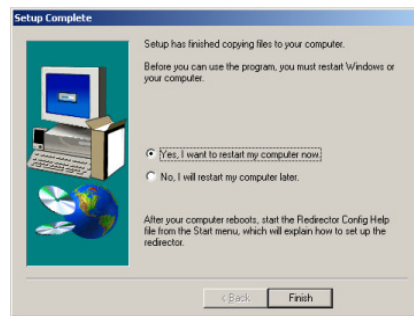 Setup Complete
Setup has finished copying files to your computer.
Before you can use the program, you must restart Windows or
your computer.
Yes, I want to restart my computer now.
No, I will restart my computer later.
After your computer reboots, start the Redirector Config Help
file from the Start menu, which will explain how to set up the
redirector.
< Back
Finish